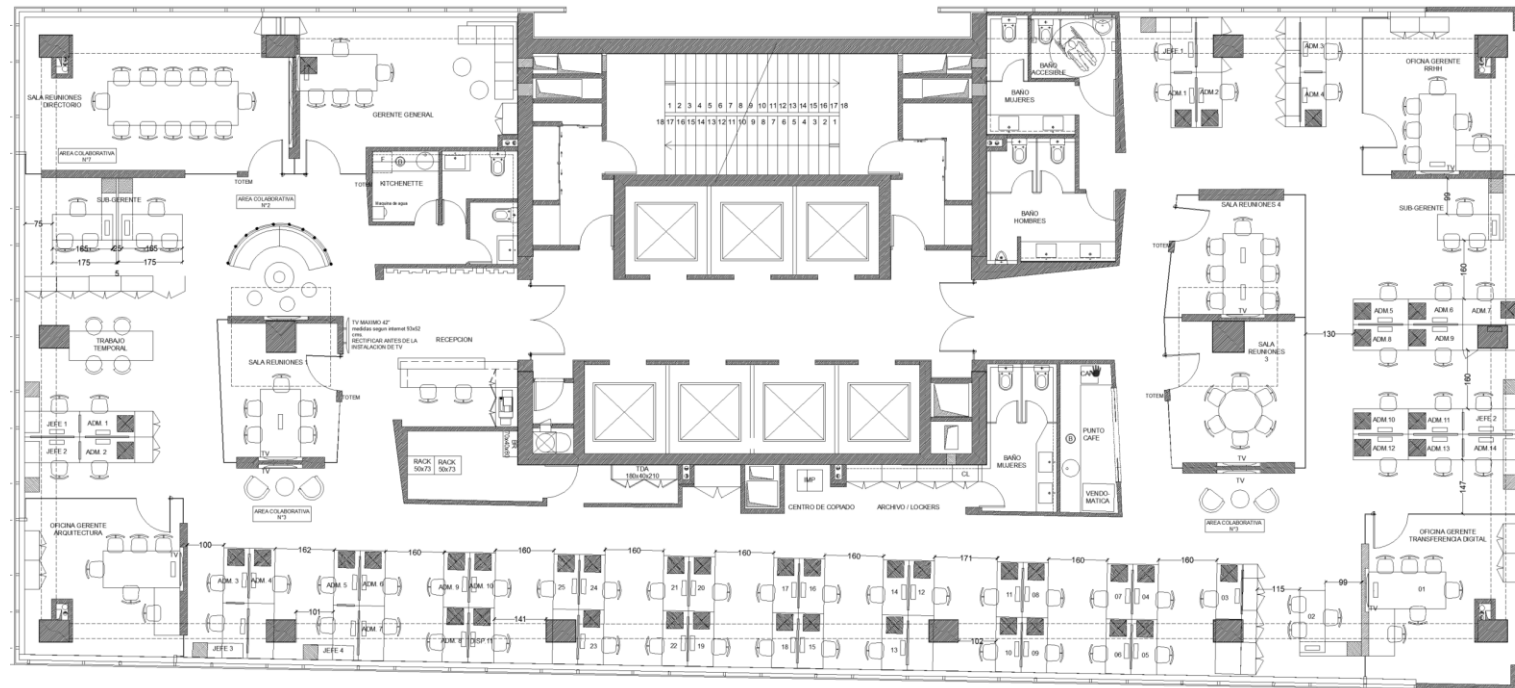 SALA REUNIONES
DIRECTORIO
AREA COLABORATIVA
N°7
GERENTE GENERAL
TOTEM
TOTEM
AREA COLABORATIVA
N°2
F
KITCHENETTE
SUB-GERENTE
75
165
165
175
175
5
TRABAJO
TEMPORAL
TV MAXIMO 42"
medidas segun internet 93x52
cms.
RECTIFICAR ANTES DE LA
INSTALACION DE TV
RECEPCION
SALA REUNIONES 1
TOTEM
TV
TV
AREA COLABORATIVA
N°3
JEFE 1
ADM. 1
JEFE 2
ADM. 2
RACK
50x73
RACK
50x73
1 2 3 4 5 6 7 8 9 10 11 12 13 14 15 16 17 18
18 17 16 15 14 13 12 11 10 9 8 7 6 5 4 3 2 1
BAÑO
ACCESIBLE
BAÑO
MUJERES
BAÑO
HOMBRES
JEFE 1
ADM.3
ADM.1
ADM.2
ADM.4
OFICINA GERENTE
RRHH
TV
99
SUB-GERENTE
SALA REUNIONES 4
TOTEM
TV
SALA
REUNIONES
3
TOTEM
TV
TV
AREA COLABORATIVA
N°3
160
130
ADM.5
ADM.6
ADM.7
ADM.8
ADM.9
160
ADM.10
ADM.11
JEFE 2
ADM.12
ADM.13
ADM.14
147
TDA
180x40x210
IMP
CENTRO DE COPIADO
ARCHIVO / LOCKERS
CL
BAÑO
MUJERES
PUNTO
CAFE
B
VENDO-
MATICA
OFICINA GERENTE
ARQUITECTURA
TV
OFICINA GERENTE
TRANSFERENCIA DIGITAL
TV
01
100
162
160
160
160
160
160
171
160
160
115
99
ADM. 3
ADM. 4
ADM. 5
ADM. 6
ADM. 9
ADM. 10
25
24
21
20
17
16
14
12
11
08
07
04
03
02
101
141
102
JEFE 3
JEFE 4
ADM. 7
ADM. 8
DISP.11
23
22
19
18
15
13
10
09
06
05